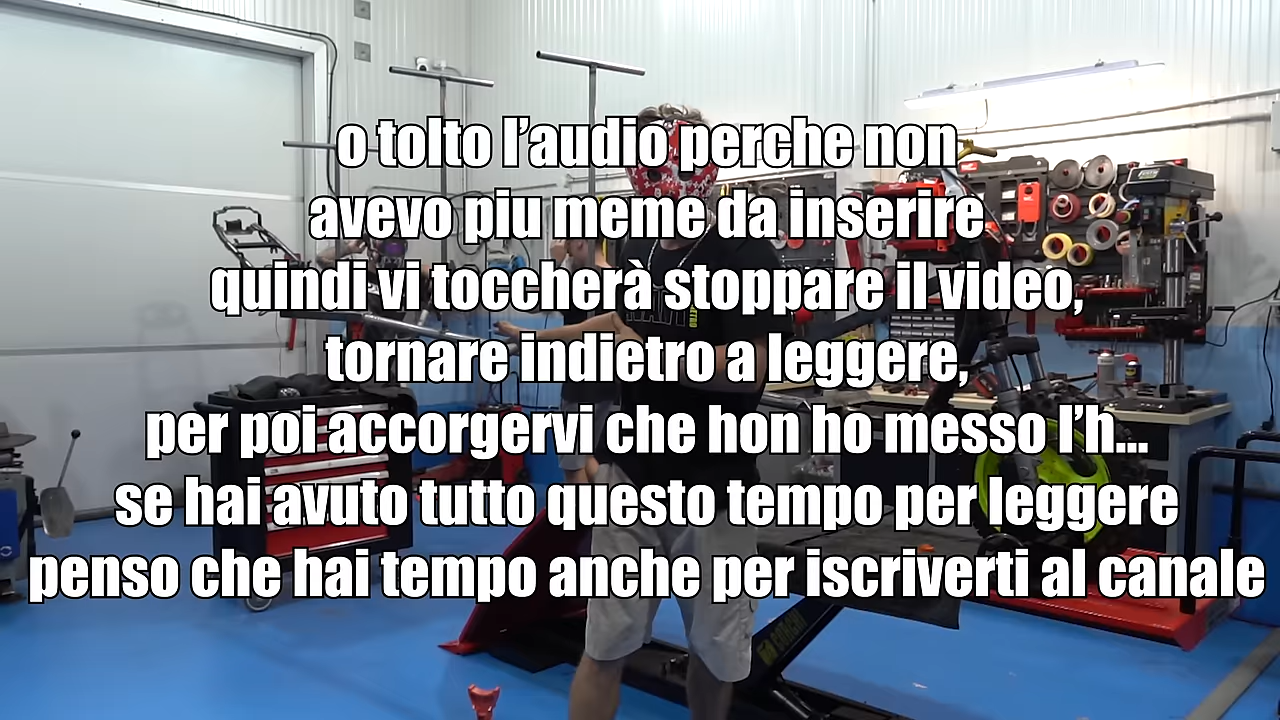 o tolto l'audio perche non
avevo piu meme da inserire
quindi vi toccherà stoppare il video,
tornare indietro a leggere,
per poi accorgervi che hon ho messo l'h...
se hai avuto tutto questo tempo per leggere
penso che hai tempo anche per iscriverti al canale